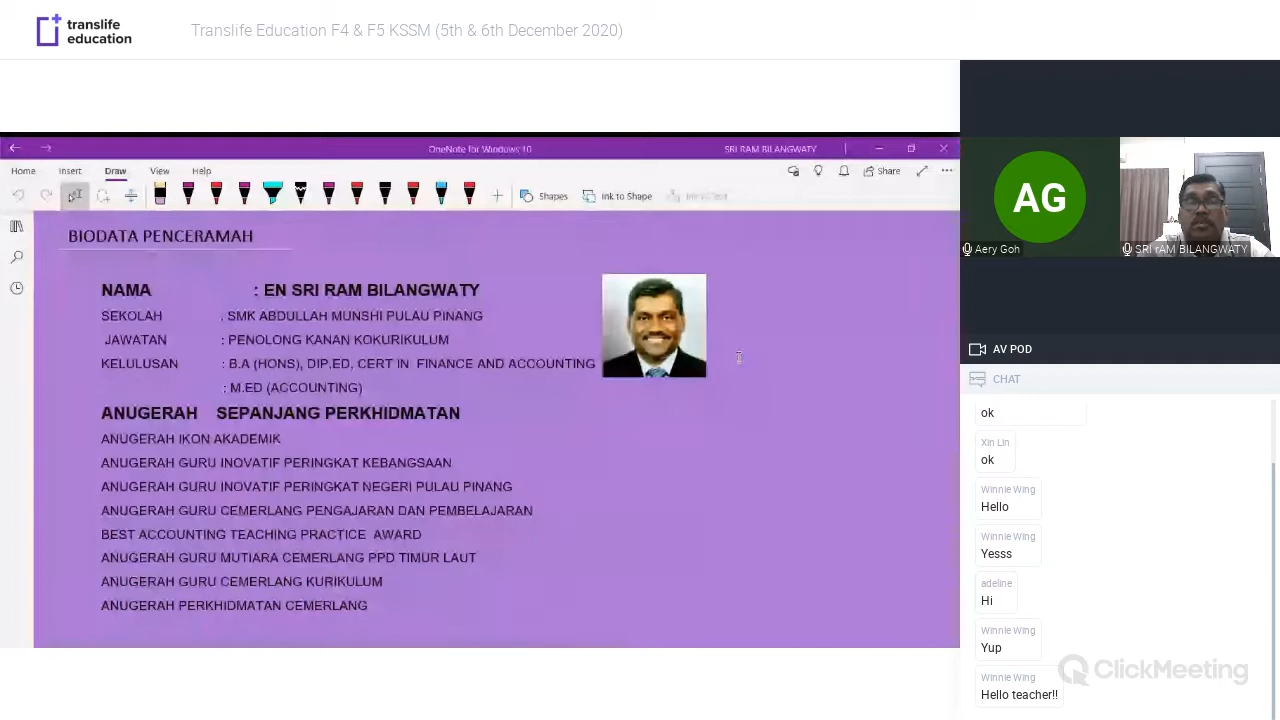 translife
education
Translife Education F4 & F5 KSSM (5th & 6th December 2020)
OneNote for Windows 10
SRI RAM BILANGWATY
Home Insert Draw View Help
Share
Shapes Ink to Shape Ink to Text
BIODATA PENCERAMAH
NAMA : EN SRI RAM BILANGWATY
SEKOLAH : SMK ABDULLAH MUNSHI PULAU PINANG
JAWATAN : PENOLONG KANAN KOKURIKULUM
KELULUSAN : B.A (HONS), DIP,ED, CERT IN FINANCE AND ACCOUNTING
: M.ED (ACCOUNTING)
ANUGERAH SEPANJANG PERKHIDMATAN
ANUGERAH IKON AKADEMIK
ANUGERAH GURU INOVATIF PERINGKAT KEBANGSAAN
ANUGERAH GURU INOVATIF PERINGKAT NEGERI PULAU PINANG
ANUGERAH GURU CEMERLANG PENGAJARAN DAN PEMBELAJARAN
BEST ACCOUNTING TEACHING PRACTICE AWARD
ANUGERAH GURU MUTIARA CEMERLANG PPD TIMUR LAUT
ANUGERAH GURU CEMERLANG KURIKULUM
ANUGERAH PERKHIDMATAN CEMERLANG
AG
Aery Goh
SRI rAM BILANGWATY
AV POD
CHAT
ok
Xin Lin
ok
Winnie Wing
Hello
Winnie Wing
Yesss
adeline
Hi
Winnie Wing
Yup
Winnie Wing
Hello teacher!!
ClickMeeting